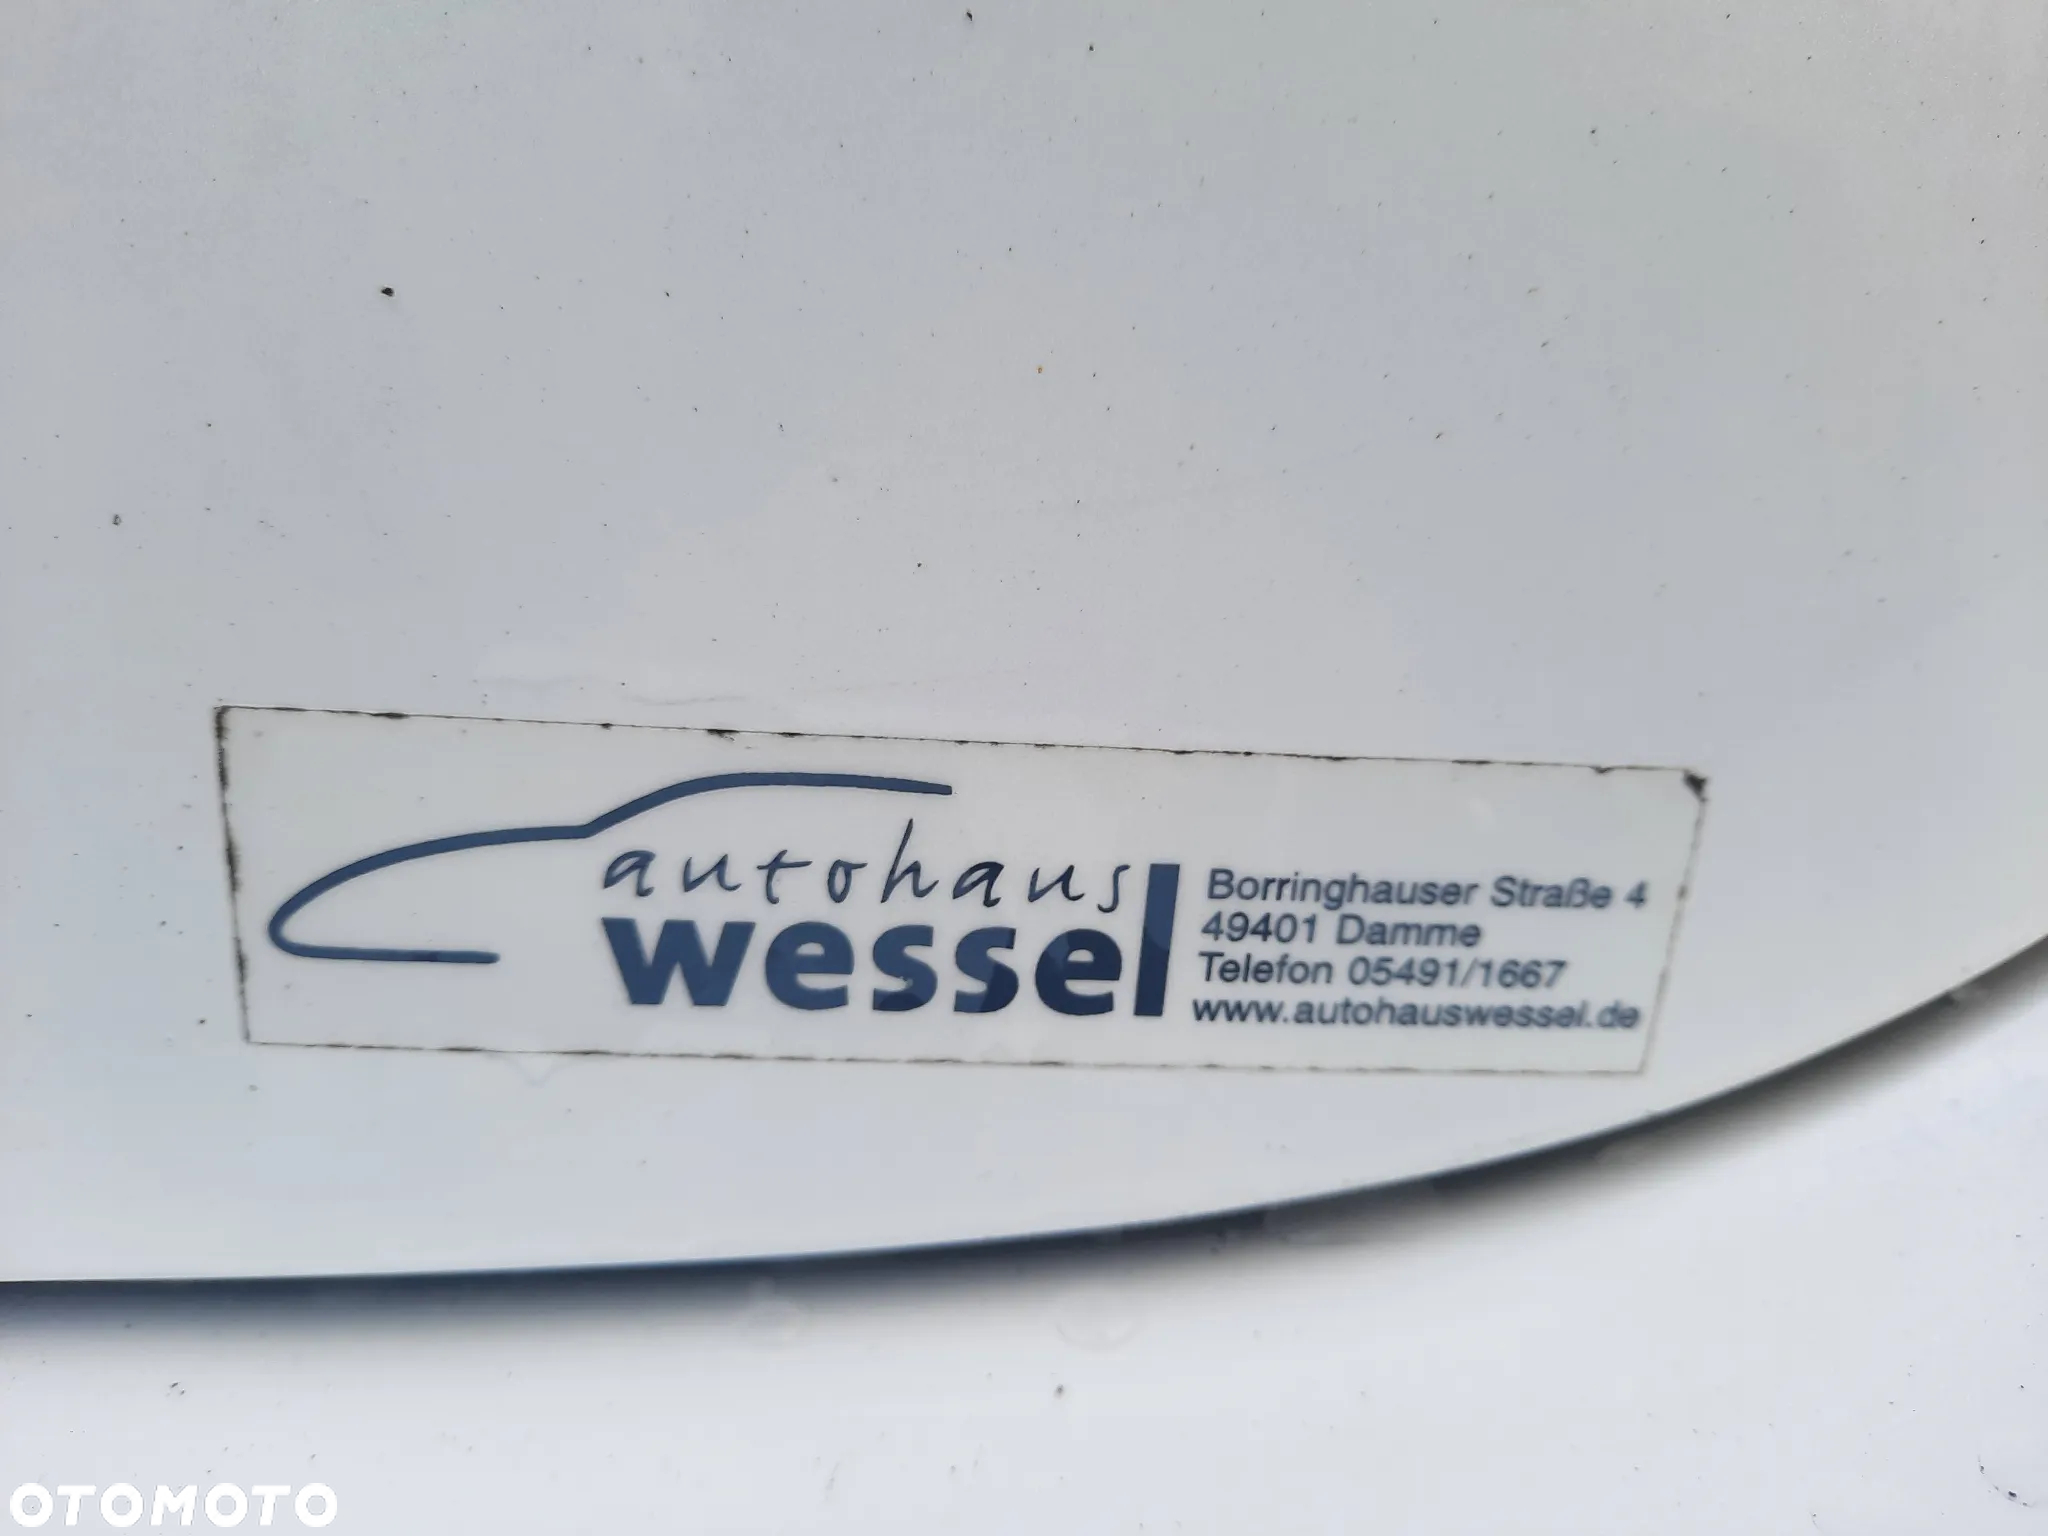 autohaus
wessel
Borringhauser Straße 4
49401 Damme
Telefon 05491/1667
www.autohauswessel.de
OTOMOTO